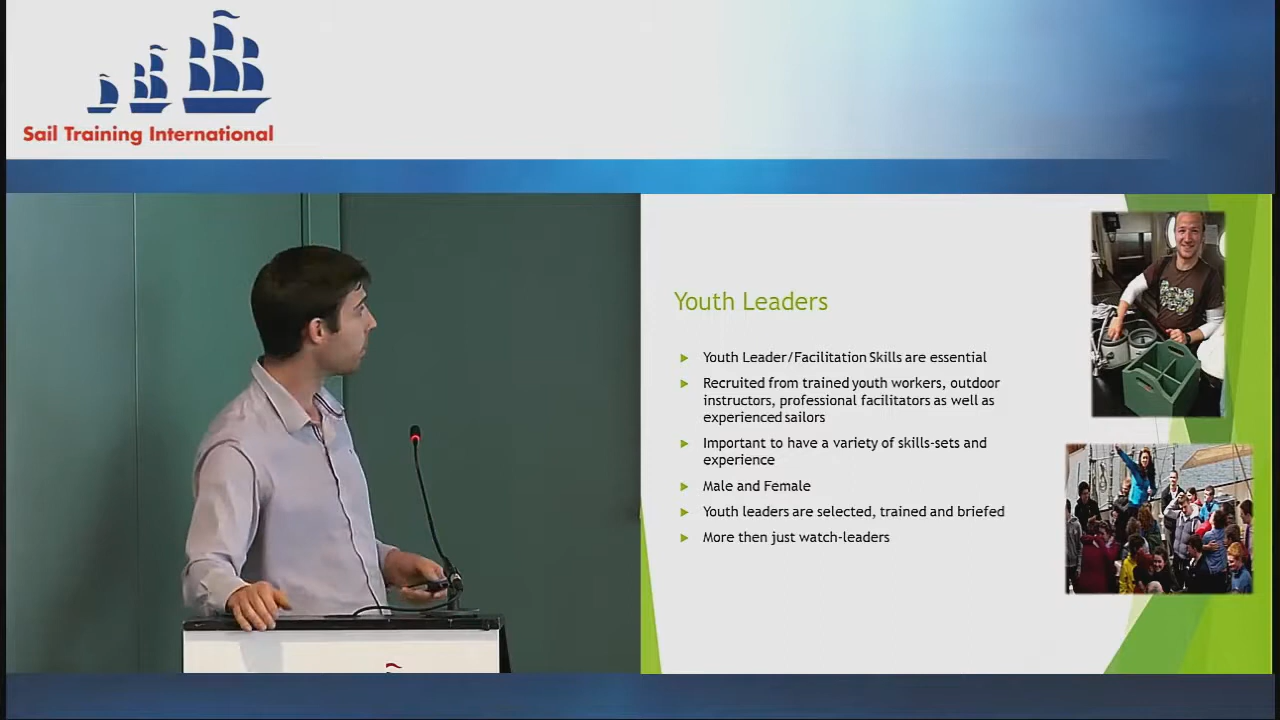 Sail Training International
Youth Leaders
Youth Leader/Facilitation Skills are essential
Recruited from trained youth workers, outdoor
instructors, professional facilitators as well as
experienced sailors
Important to have a variety of skills-sets and
experience
Male and Female
Youth leaders are selected, trained and briefed
More then just watch-leaders